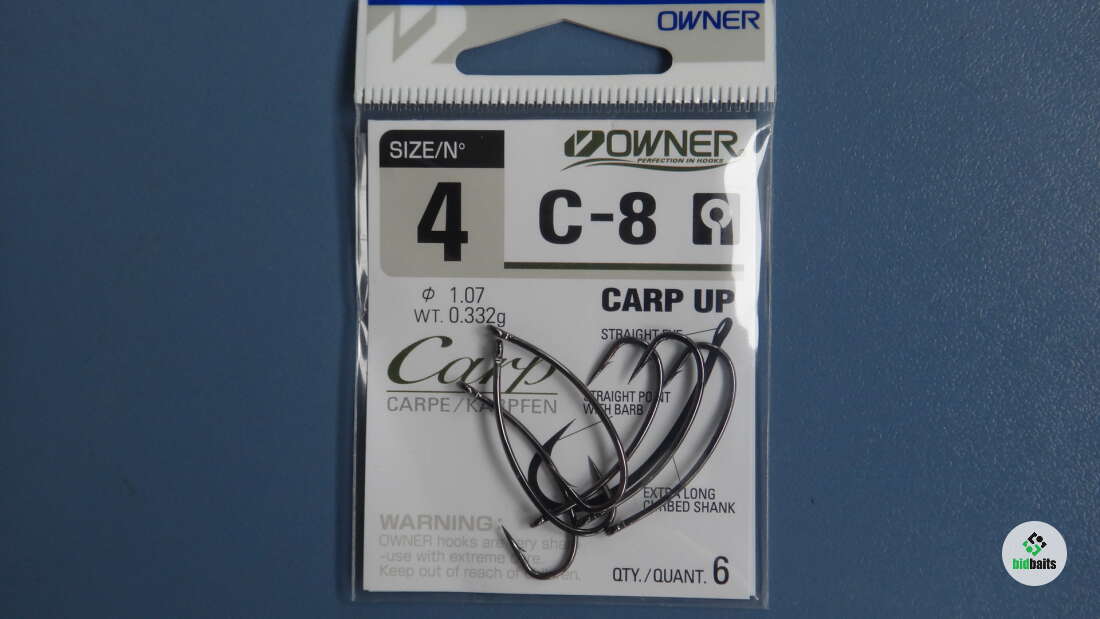 OWNER
SIZE/N°
OWNER
PERFECTION IN HOOKS
4
C-8
φ 1.07
WT. 0.332g
CARP UP
STRAIGHT EYE
Carp
CARPE/KARPFEN
STRAIGHT POINT
WITH BARB
EXTRA LONG
CURBED SHANK
WARNING:
OWNER hooks are very sha
-use with extreme care.
Keep out of reach of children.
QTY./QUANT. 6
bidbaits